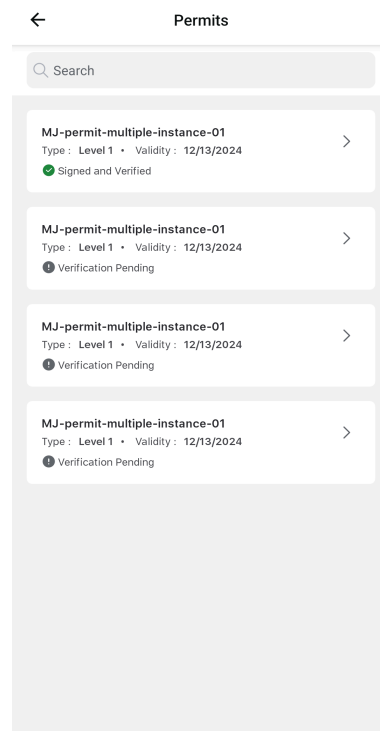 Permits
Search
MJ-permit-multiple-instance-01
Type : Level 1 • Validity : 12/13/2024
Signed and Verified
MJ-permit-multiple-instance-01
Type : Level 1 • Validity : 12/13/2024
Verification Pending
MJ-permit-multiple-instance-01
Type : Level 1 • Validity : 12/13/2024
Verification Pending
MJ-permit-multiple-instance-01
Type : Level 1 • Validity : 12/13/2024
Verification Pending